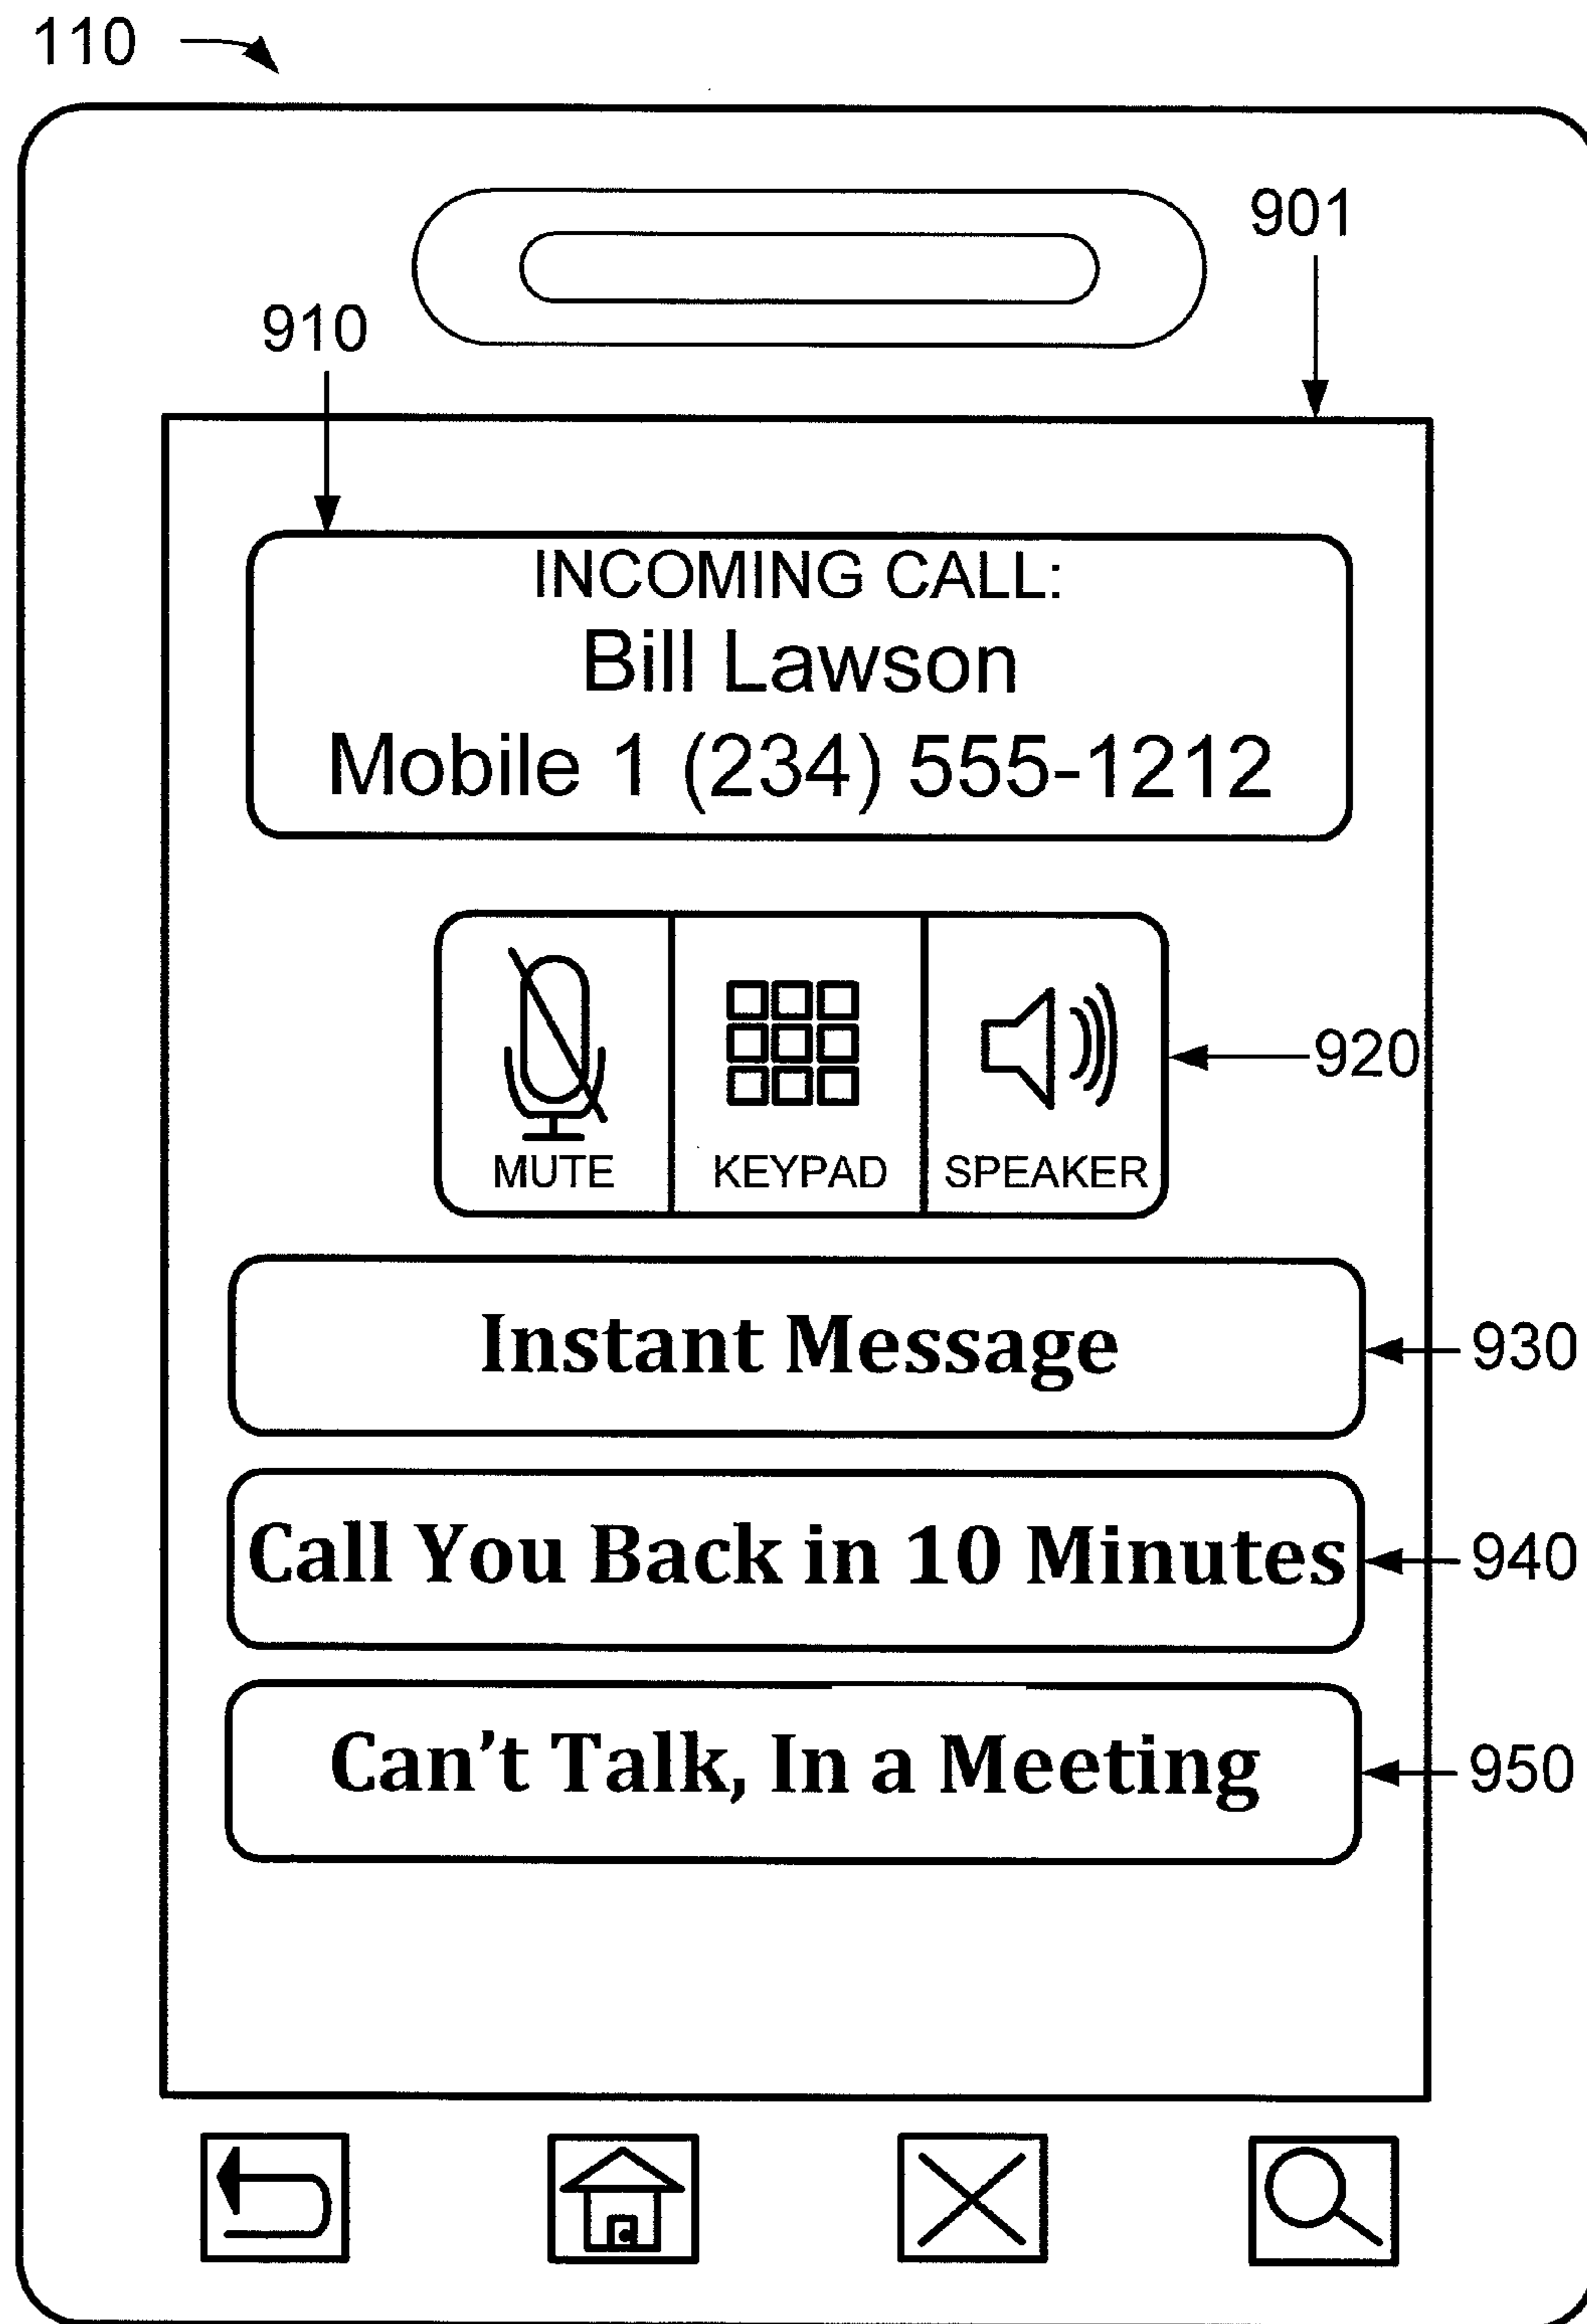 110
901
910
INCOMING CALL:
Bill Lawson
Mobile 1 (234) 555-1212
920
MUTE KEYPAD SPEAKER
Instant Message
930
Call You Back in 10 Minutes
940
Can't Talk, In a Meeting
950